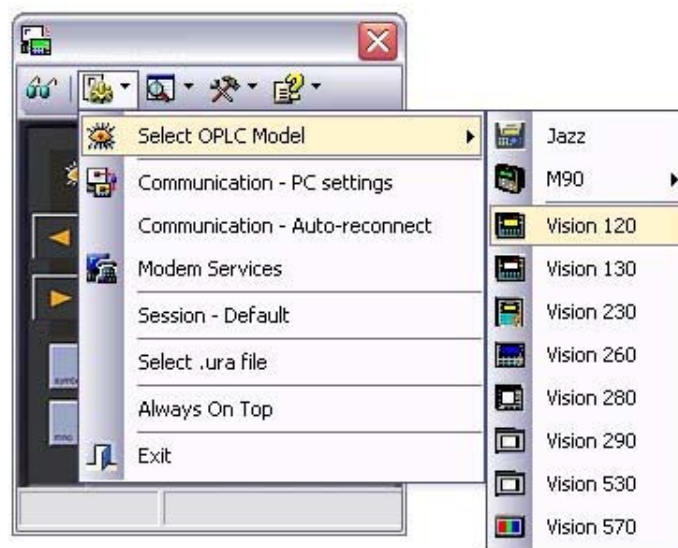 Select OPLC Model
Communication - PC settings
Communication - Auto-reconnect
Modem Services
Session - Default
Select .ura file
Always On Top
Exit
Jazz
M90
Vision 120
Vision 130
Vision 230
Vision 260
Vision 280
Vision 290
Vision 530
Vision 570